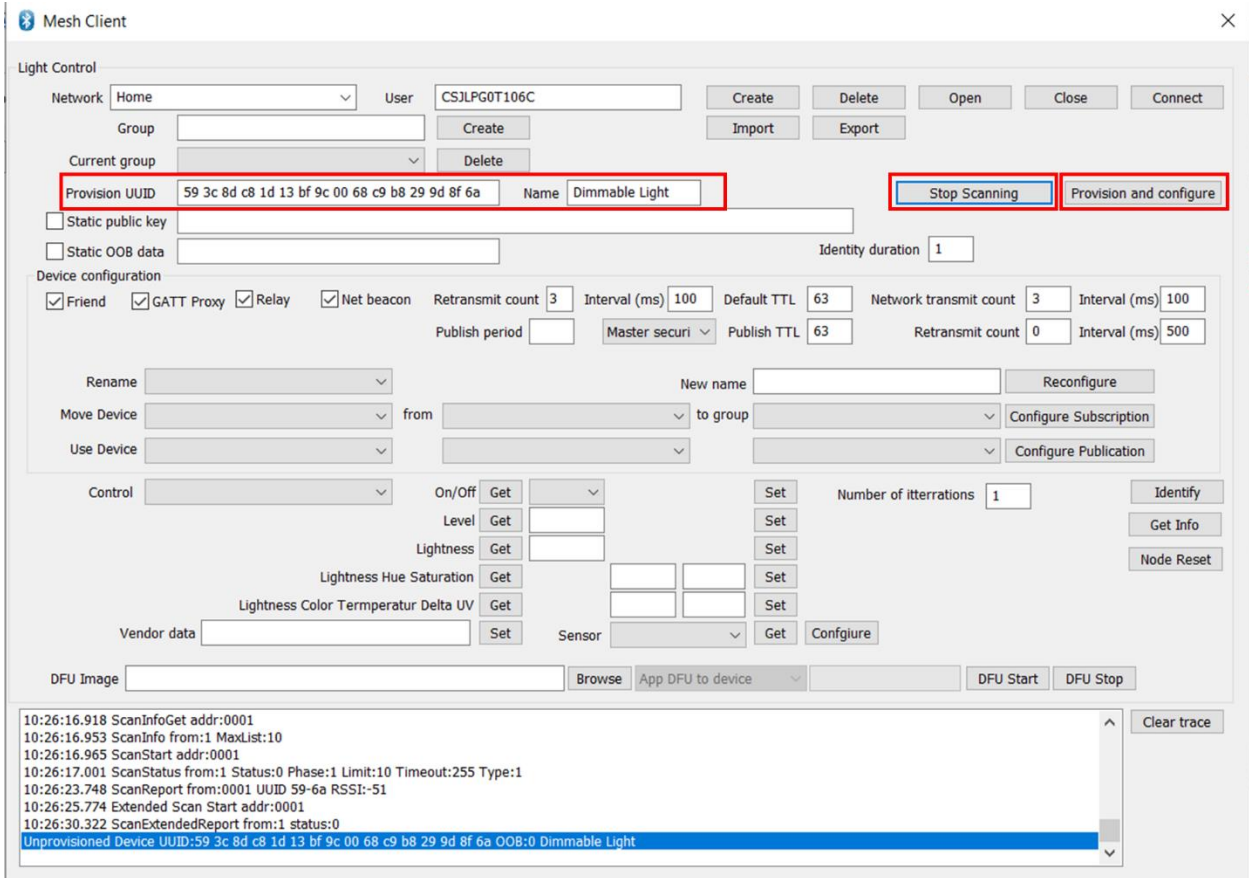 Mesh Client
Light Control
Network Home User CSJLPG0T106C Create Delete Open Close Connect
Group Create Import Export
Current group Delete
Provision UUID 59 3c 8d c8 1d 13 bf 9c 00 68 c9 b8 29 9d 8f 6a Name Dimmable Light Stop Scanning Provision and configure
Static public key
Static OOB data Identity duration 1
Device configuration
Friend GATT Proxy Relay Net beacon Retransmit count 3 Interval (ms) 100 Default TTL 63 Network transmit count 3 Interval (ms) 100
Publish period Master securi Publish TTL 63 Retransmit count 0 Interval (ms) 500
Rename New name Reconfigure
Move Device from to group Configure Subscription
Use Device Configure Publication
Control On/Off Get Set Number of itterrations 1 Identify
Level Get Set Get Info
Lightness Get Set Node Reset
Lightness Hue Saturation Get Set
Lightness Color Termperatur Delta UV Get Set
Vendor data Set Sensor Get Confgiure
DFU Image Browse App DFU to device DFU Start DFU Stop
10:26:16.918 ScanInfoGet addr:0001 Clear trace
10:26:16.953 ScanInfo from:1 MaxList:10
10:26:16.965 ScanStart addr:0001
10:26:17.001 ScanStatus from:1 Status:0 Phase:1 Limit:10 Timeout:255 Type:1
10:26:23.748 ScanReport from:0001 UUID 59-6a RSSI:-51
10:26:25.774 Extended Scan Start addr:0001
10:26:30.322 ScanExtendedReport from:1 status:0
Unprovisioned Device UUID:59 3c 8d c8 1d 13 bf 9c 00 68 c9 b8 29 9d 8f 6a OOB:0 Dimmable Light